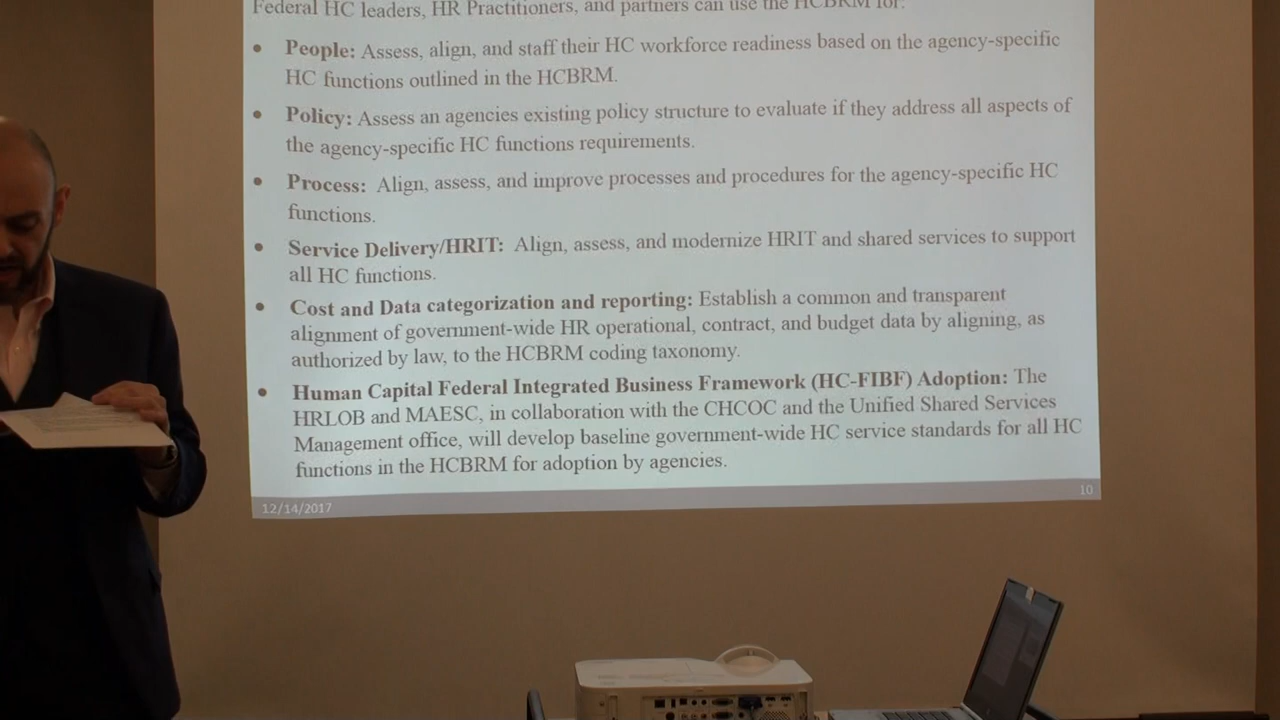 Federal HC leaders, HR Practitioners, and partners can use the HCBRM for:
• People: Assess, align, and staff their HC workforce readiness based on the agency-specific
HC functions outlined in the HCBRM.
• Policy: Assess an agencies existing policy structure to evaluate if they address all aspects of
the agency-specific HC functions requirements.
• Process: Align, assess, and improve processes and procedures for the agency-specific HC
functions.
• Service Delivery/HRIT: Align, assess, and modernize HRIT and shared services to support
all HC functions.
• Cost and Data categorization and reporting: Establish a common and transparent
alignment of government-wide HR operational, contract, and budget data by aligning, as
authorized by law, to the HCBRM coding taxonomy.
• Human Capital Federal Integrated Business Framework (HC-FIBF) Adoption: The
HRLOB and MAESC, in collaboration with the CHCOC and the Unified Shared Services
Management office, will develop baseline government-wide HC service standards for all HC
functions in the HCBRM for adoption by agencies.
12/14/2017
10